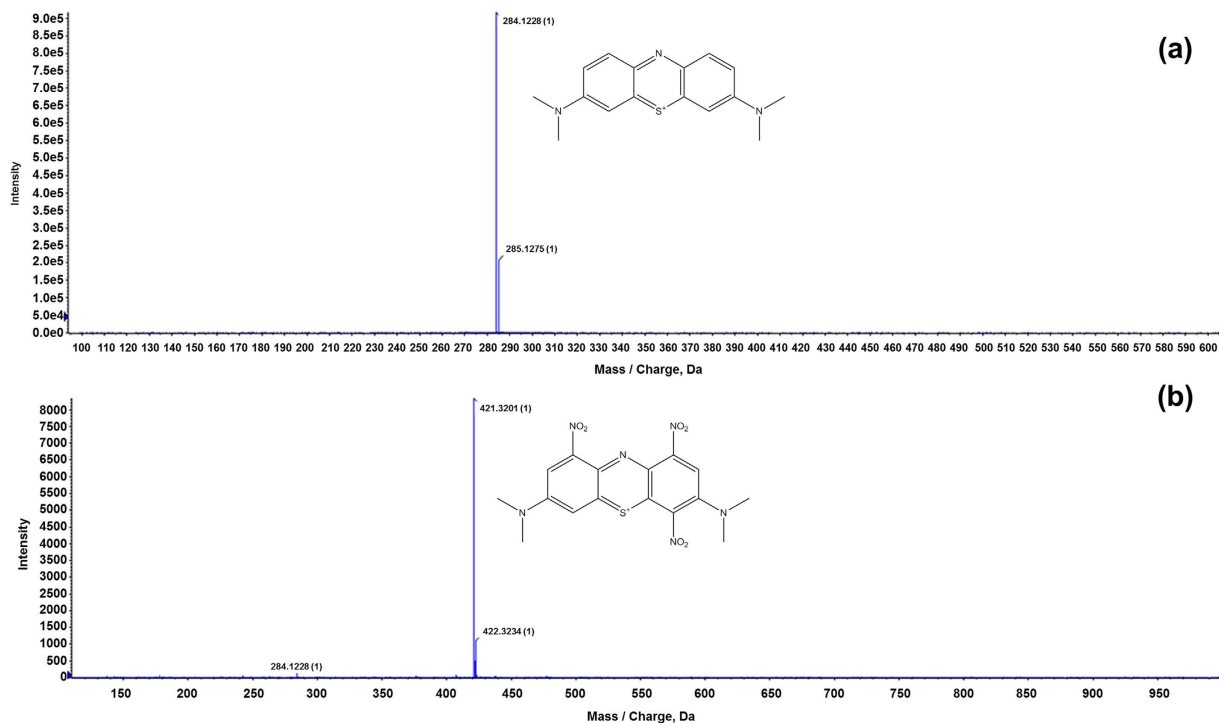 (a)
9.0e5
8.5e5
8.0e5
7.5e5
7.0e5
6.5e5
6.0e5
5.5e5
5.0e5
4.5e5
4.0e5
3.5e5
3.0e5
2.5e5
2.0e5
1.5e5
1.0e5
5.0e4
0.0e0
Intensity
284.1228 (1)
285.1275 (1)
N
N
S+
N
100 110 120 130 140 150 160 170 180 190 200 210 220 230 240 250 260 270 280 290 300 310 320 330 340 350 360 370 380 390 400 410 420 430 440 450 460 470 480 490 500 510 520 530 540 550 560 570 580 590 600
Mass / Charge, Da
(b)
8000
7500
7000
6500
6000
5500
5000
4500
4000
3500
3000
2500
2000
1500
1000
500
0
Intensity
421.3201 (1)
422.3234 (1)
284.1228 (1)
NO2
NO2
N
N
S+
N
NO2
150 200 250 300 350 400 450 500 550 600 650 700 750 800 850 900 950
Mass / Charge, Da